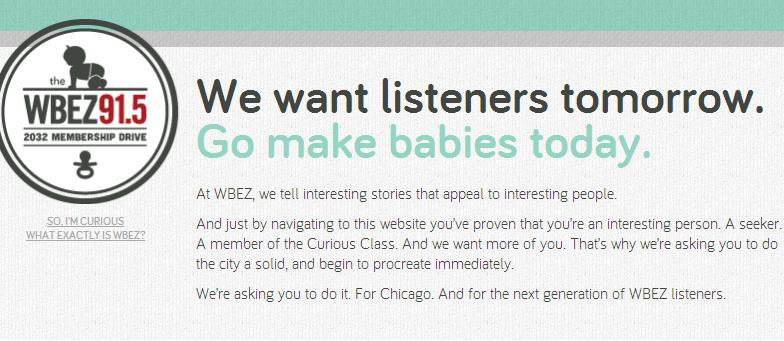 the
WBEZ91.5
2032 MEMBERSHIP DRIVE
SO, I'M CURIOUS
WHAT EXACTLY IS WBEZ?
We want listeners tomorrow.
Go make babies today.
At WBEZ, we tell interesting stories that appeal to interesting people.
And just by navigating to this website you've proven that you're an interesting person. A seeker.
A member of the Curious Class. And we want more of you. That's why we're asking you to do
the city a solid, and begin to procreate immediately.
We're asking you to do it. For Chicago. And for the next generation of WBEZ listeners.